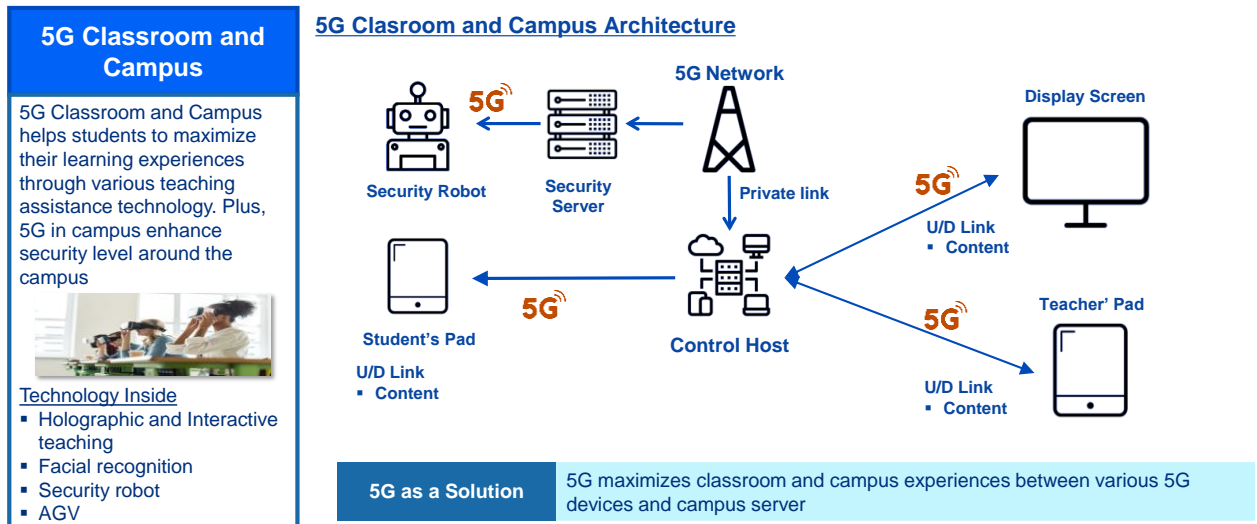 5G Classroom and
Campus
5G Classroom and Campus
helps students to maximize
their learning experiences
through various teaching
assistance technology. Plus,
5G in campus enhance
security level around the
campus
Technology Inside
▪ Holographic and Interactive
teaching
▪ Facial recognition
▪ Security robot
▪ AGV
5G Clasroom and Campus Architecture
5G Network
5G
Security Robot
Security
Server
Private link
Display Screen
5G
U/D Link
▪ Content
5G
Student's Pad
U/D Link
▪ Content
Control Host
5G
Teacher' Pad
U/D Link
▪ Content
5G as a Solution
5G maximizes classroom and campus experiences between various 5G
devices and campus server